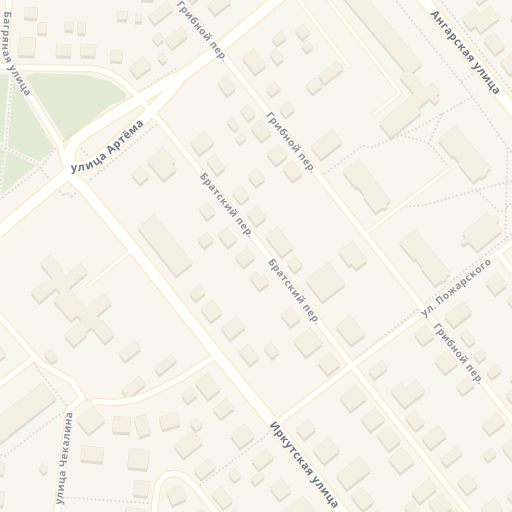 Багряная улица
Грибной пер.
Ангарская улица
улица Артёма
Грибной пер.
Братский пер.
Братский пер.
ул. Пожарского
Грибной пер.
улица Чекалина
Иркутская улица